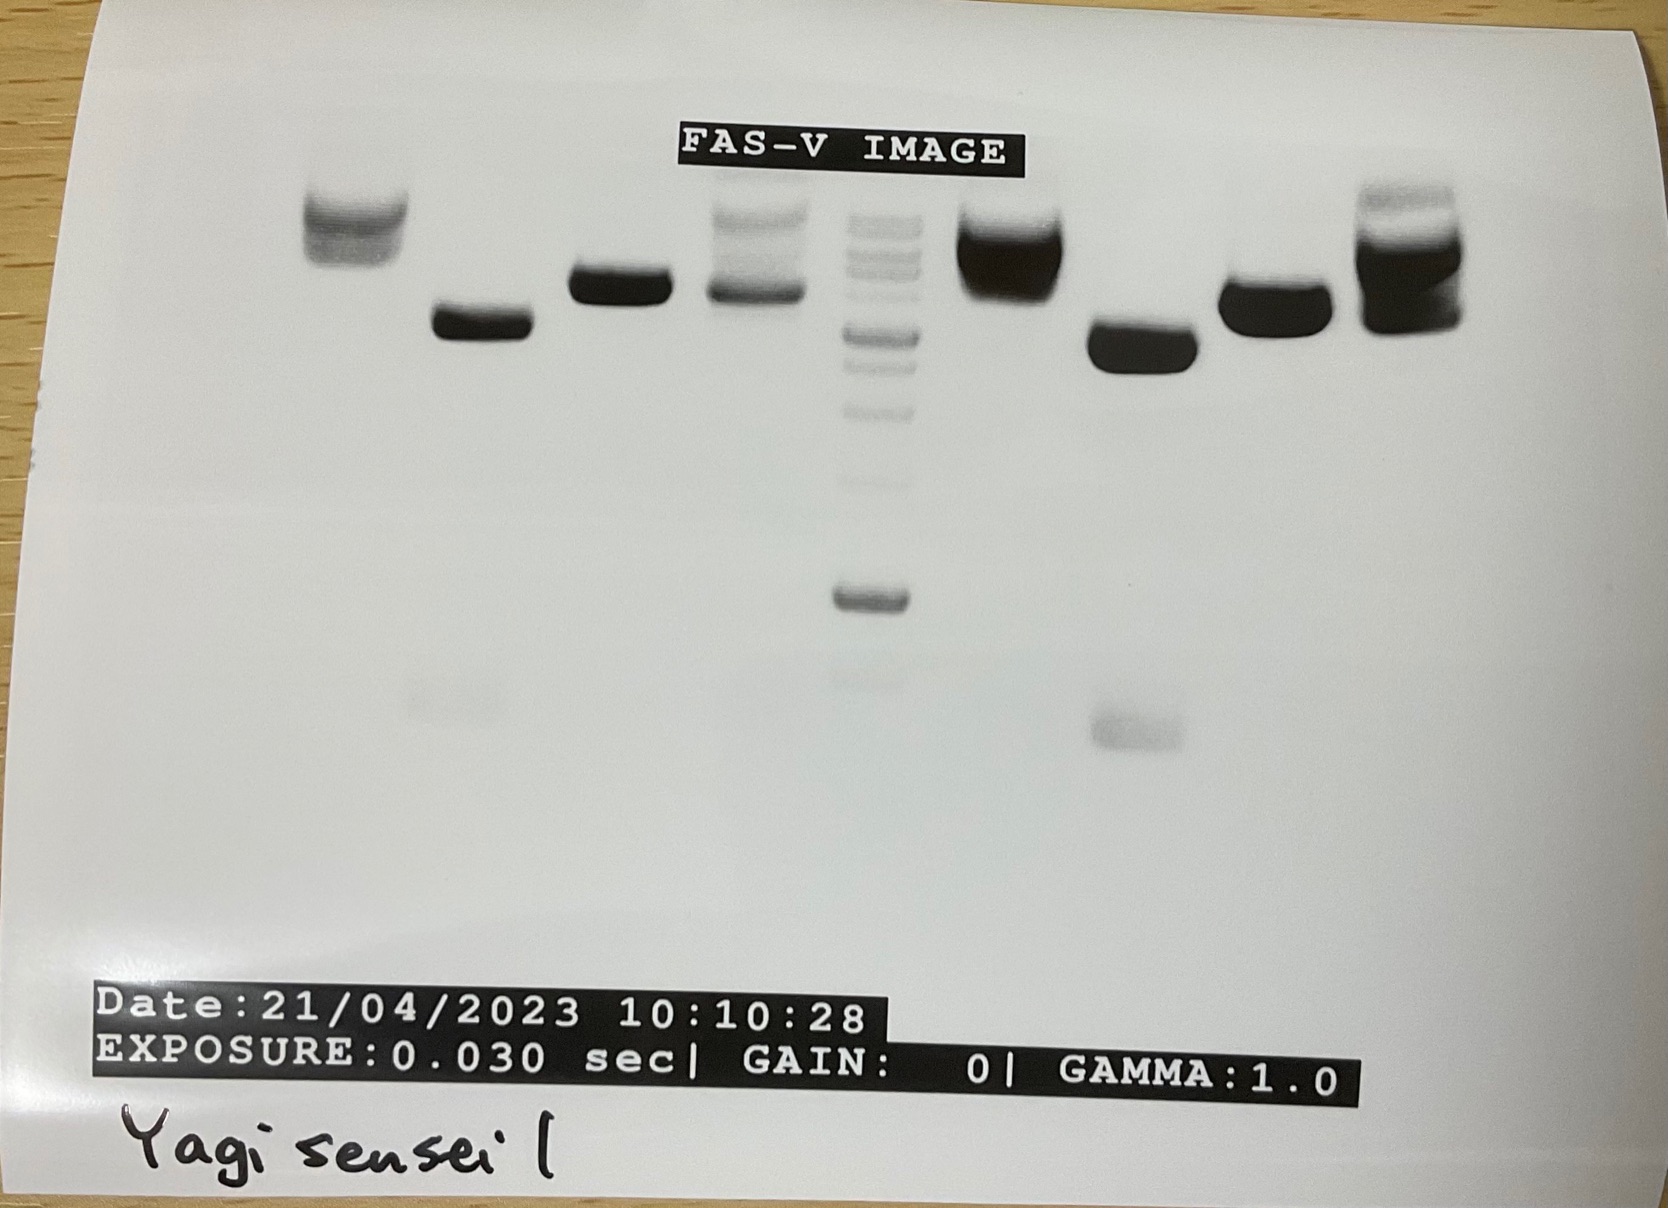 FAS-V IMAGE
Date:21/04/2023 10:10:28
EXPOSURE:0.030 sec| GAIN: 0| GAMMA:1.0
Yagi sensei 1